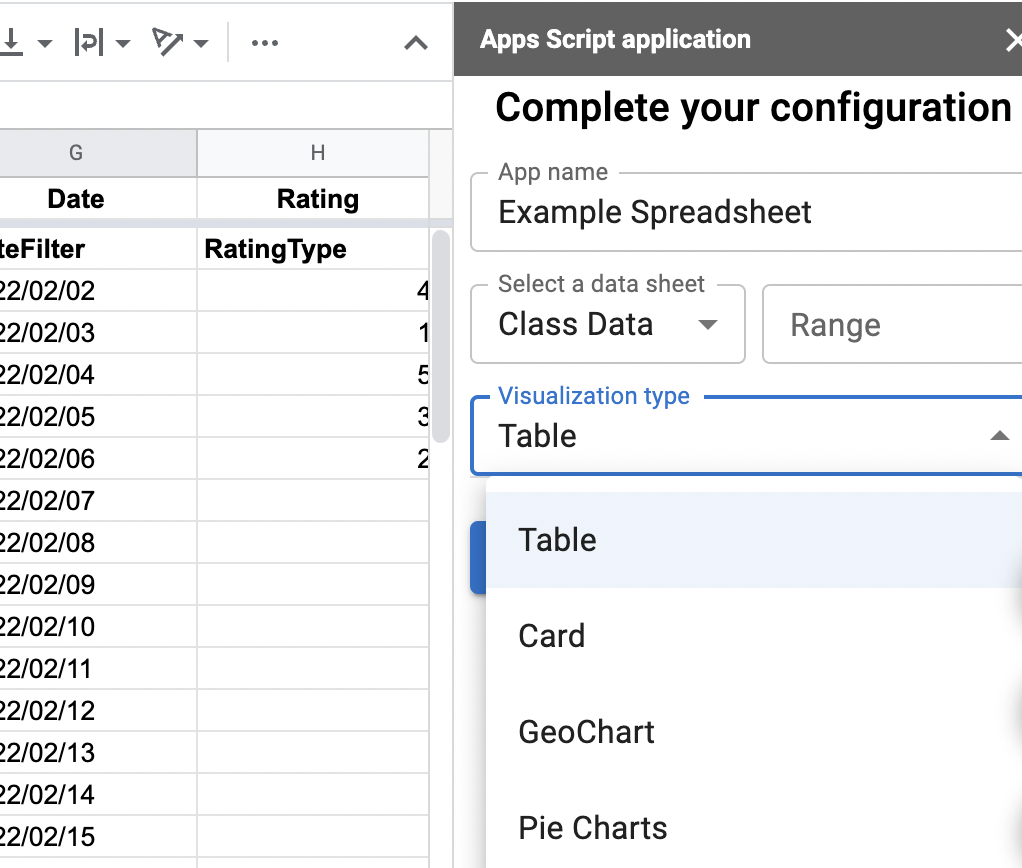 G H
Date Rating
teFilter RatingType
22/02/02 4
22/02/03 1
22/02/04 5
22/02/05 3
22/02/06 2
22/02/07
22/02/08
22/02/09
22/02/10
22/02/11
22/02/12
22/02/13
22/02/14
22/02/15
Apps Script application
Complete your configuration
App name
Example Spreadsheet
Select a data sheet
Class Data Range
Visualization type
Table
Table
Card
GeoChart
Pie Charts